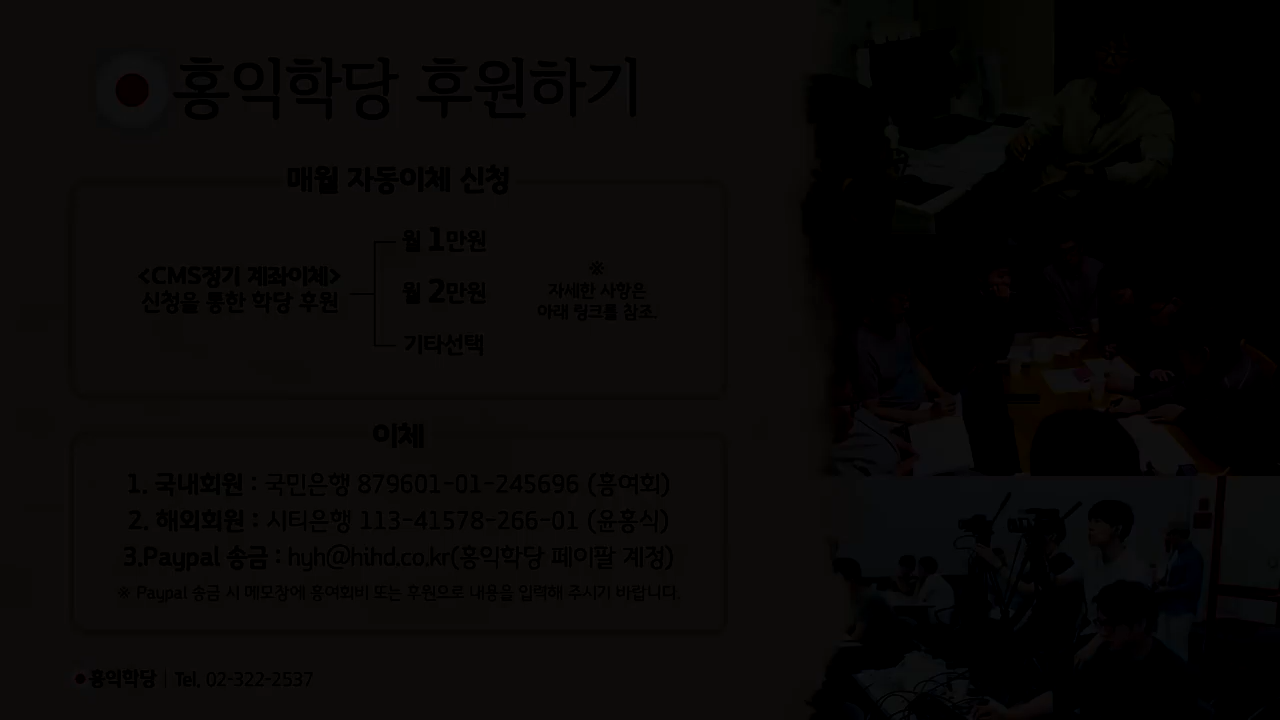 홍익학당 후원하기
매월 자동이체 신청
<CMS정기 계좌이체>
신청을 통한 학당 후원
월 1만원
월 2만원
기타선택
※
자세한 사항은
아래 링크를 참조.
이체
1. 국내회원 : 국민은행 879601-01-245696 (흥여회)
2. 해외회원 : 시티은행 113-41578-266-01 (윤홍식)
3.Paypal 송금 : hyh@hihd.co.kr(홍익학당 페이팔 계정)
※ Paypal 송금 시 메모장에 흥여회비 또는 후원으로 내용을 입력해 주시기 바랍니다.
홍익학당 | Tel. 02-322-2537